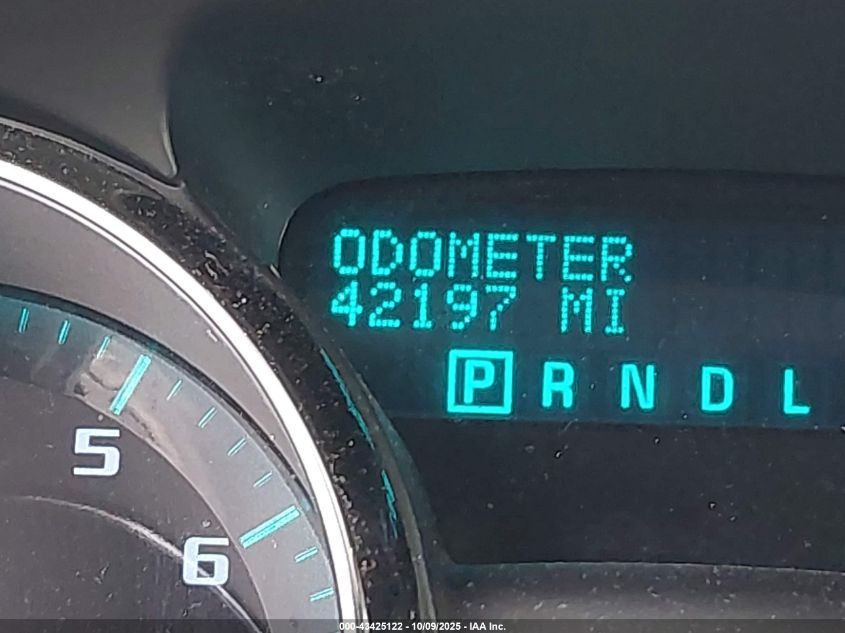 ODOMETER
42197 MI
P R N D L
5
6
000-43425122 - 10/09/2025 - IAA Inc.